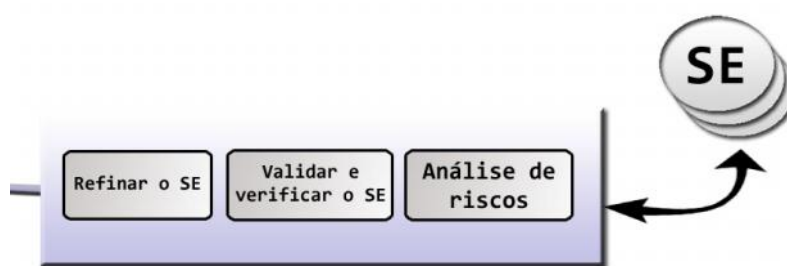 SE
Refinar o SE
Validar e
verificar o SE
Análise de
riscos